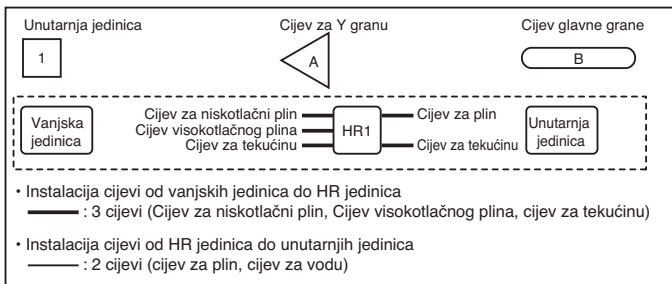 Unutarnja jedinica
Cijev za Y granu
Cijev glavne grane
1
A
B
Vanjska jedinica
Cijev za niskotlačni plin
Cijev visokotlačnog plina
Cijev za tekućinu
HR1
Cijev za plin
Cijev za tekućinu
Unutarnja jedinica
• Instalacija cijevi od vanjskih jedinica do HR jedinica
: 3 cijevi (Cijev za niskotlačni plin, Cijev visokotlačnog plina, cijev za tekućinu)
• Instalacija cijevi od HR jedinica do unutarnjih jedinica
: 2 cijevi (cijev za plin, cijev za vodu)